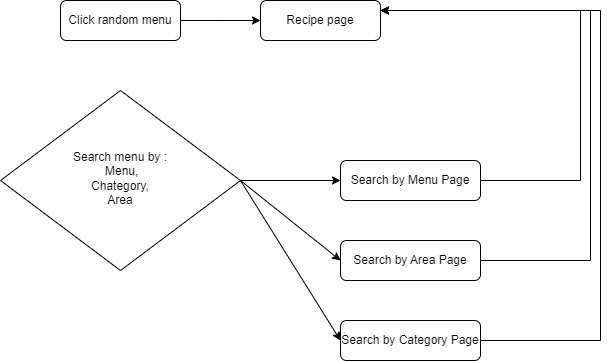 Click random menu
Recipe page
Search menu by :
Menu,
Chategory,
Area
Search by Menu Page
Search by Area Page
Search by Category Page